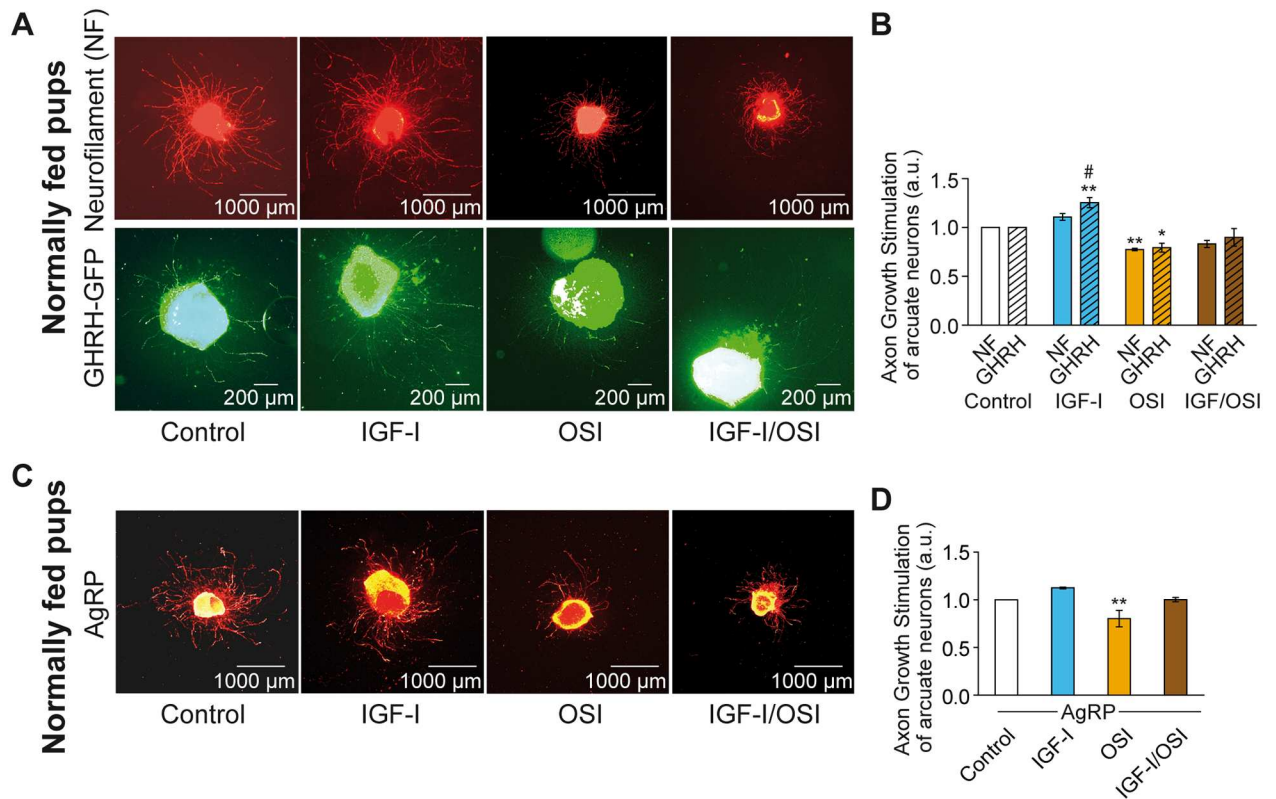 A
Normally fed pups
Neurofilament (NF)
1000 µm
1000 µm
1000 µm
1000 µm
GHRH-GFP
200 µm
200 µm
200 µm
200 µm
Control
IGF-I
OSI
IGF-I/OSI
B
Axon Growth Stimulation
of arcuate neurons (a.u.)
1.5
1.0
0.5
0.0
#
**
**
*
NF
GHRH
NF
GHRH
NF
GHRH
NF
GHRH
Control
IGF-I
OSI
IGF/OSI
C
Normally fed pups
AgRP
1000 µm
1000 µm
1000 µm
1000 µm
Control
IGF-I
OSI
IGF-I/OSI
D
Axon Growth Stimulation
of arcuate neurons (a.u.)
1.5
1.0
0.5
0.0
**
AgRP
Control
IGF-I
OSI
IGF-I/OSI